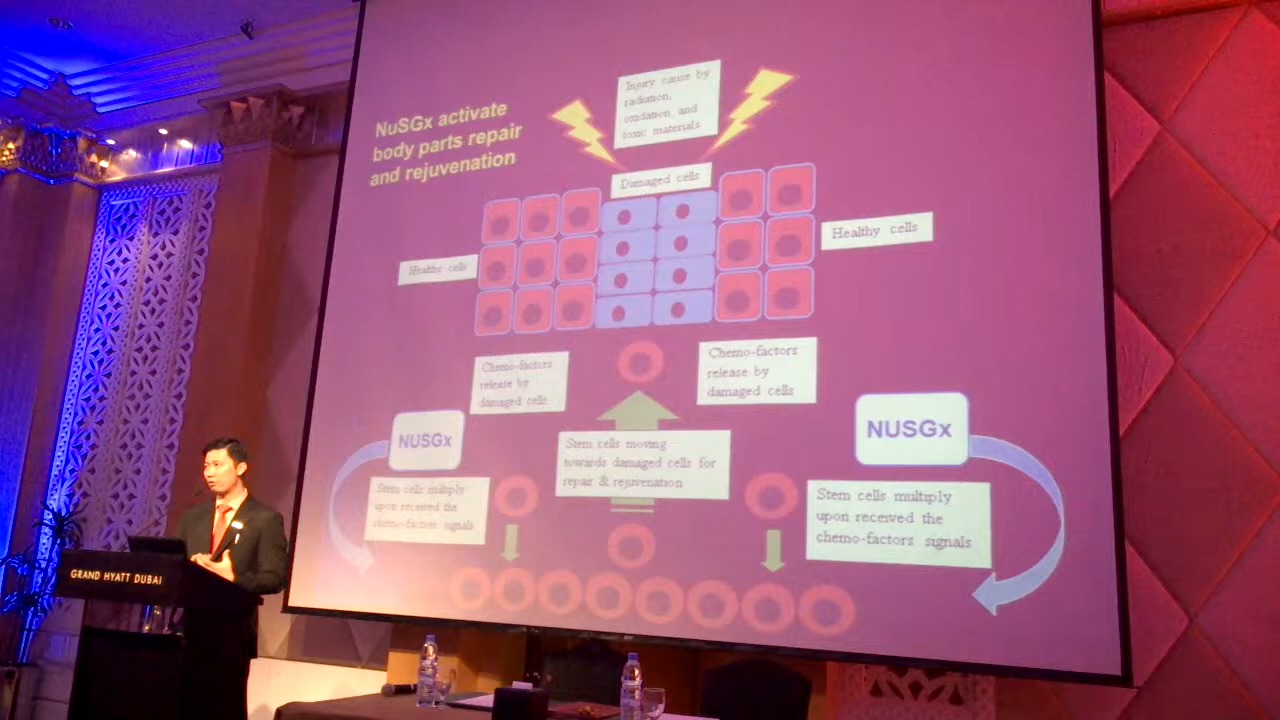 NuSGx activate
body parts repair
and rejuvenation
Injury cause by
radiation,
oxidation and
toxic materials
Damaged cells
Healthy cells
Healthy cells
Chemo-factors
release by
damaged cells
Chemo-factors
release by
damaged cells
NUSGx
Stem cells moving
towards damaged cells for
repair & rejuvenation
NUSGx
Stem cells multiply
upon received the
chemo-factors signals
Stem cells multiply
upon received the
chemo-factors signals
GRAND HYATT DUBAI